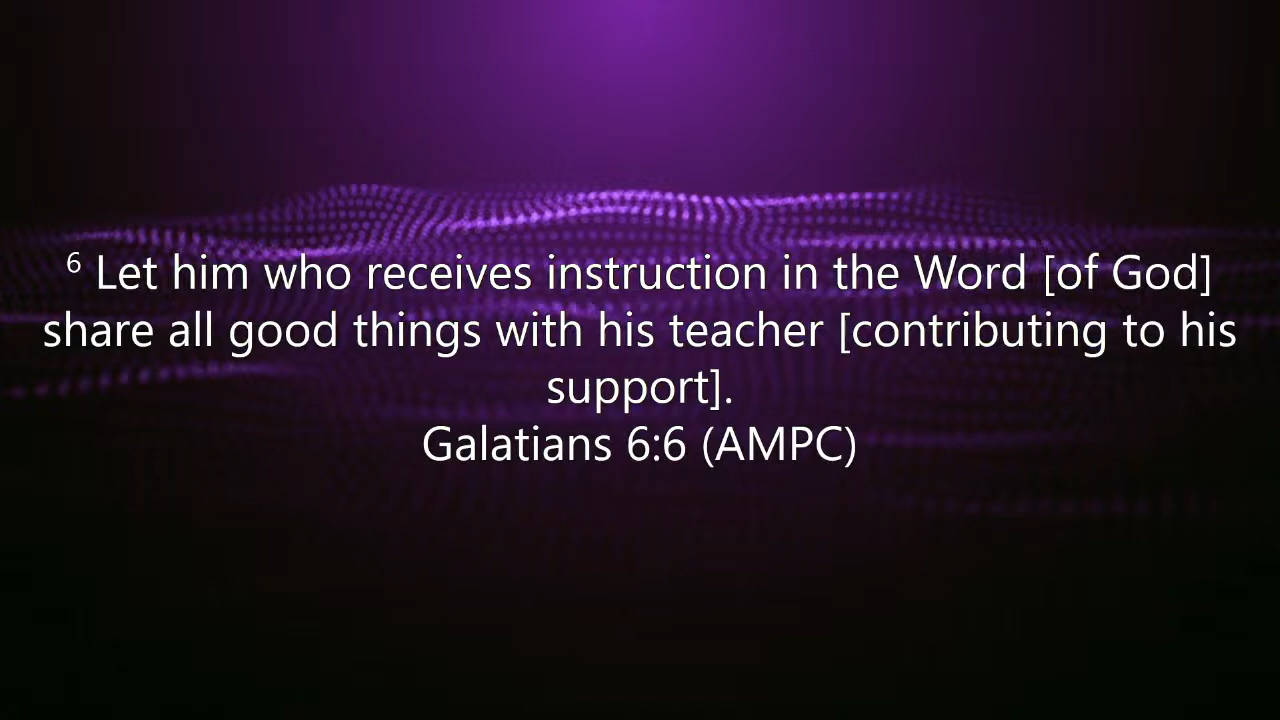 6 Let him who receives instruction in the Word [of God]
share all good things with his teacher [contributing to his
support].
Galatians 6:6 (AMPC)